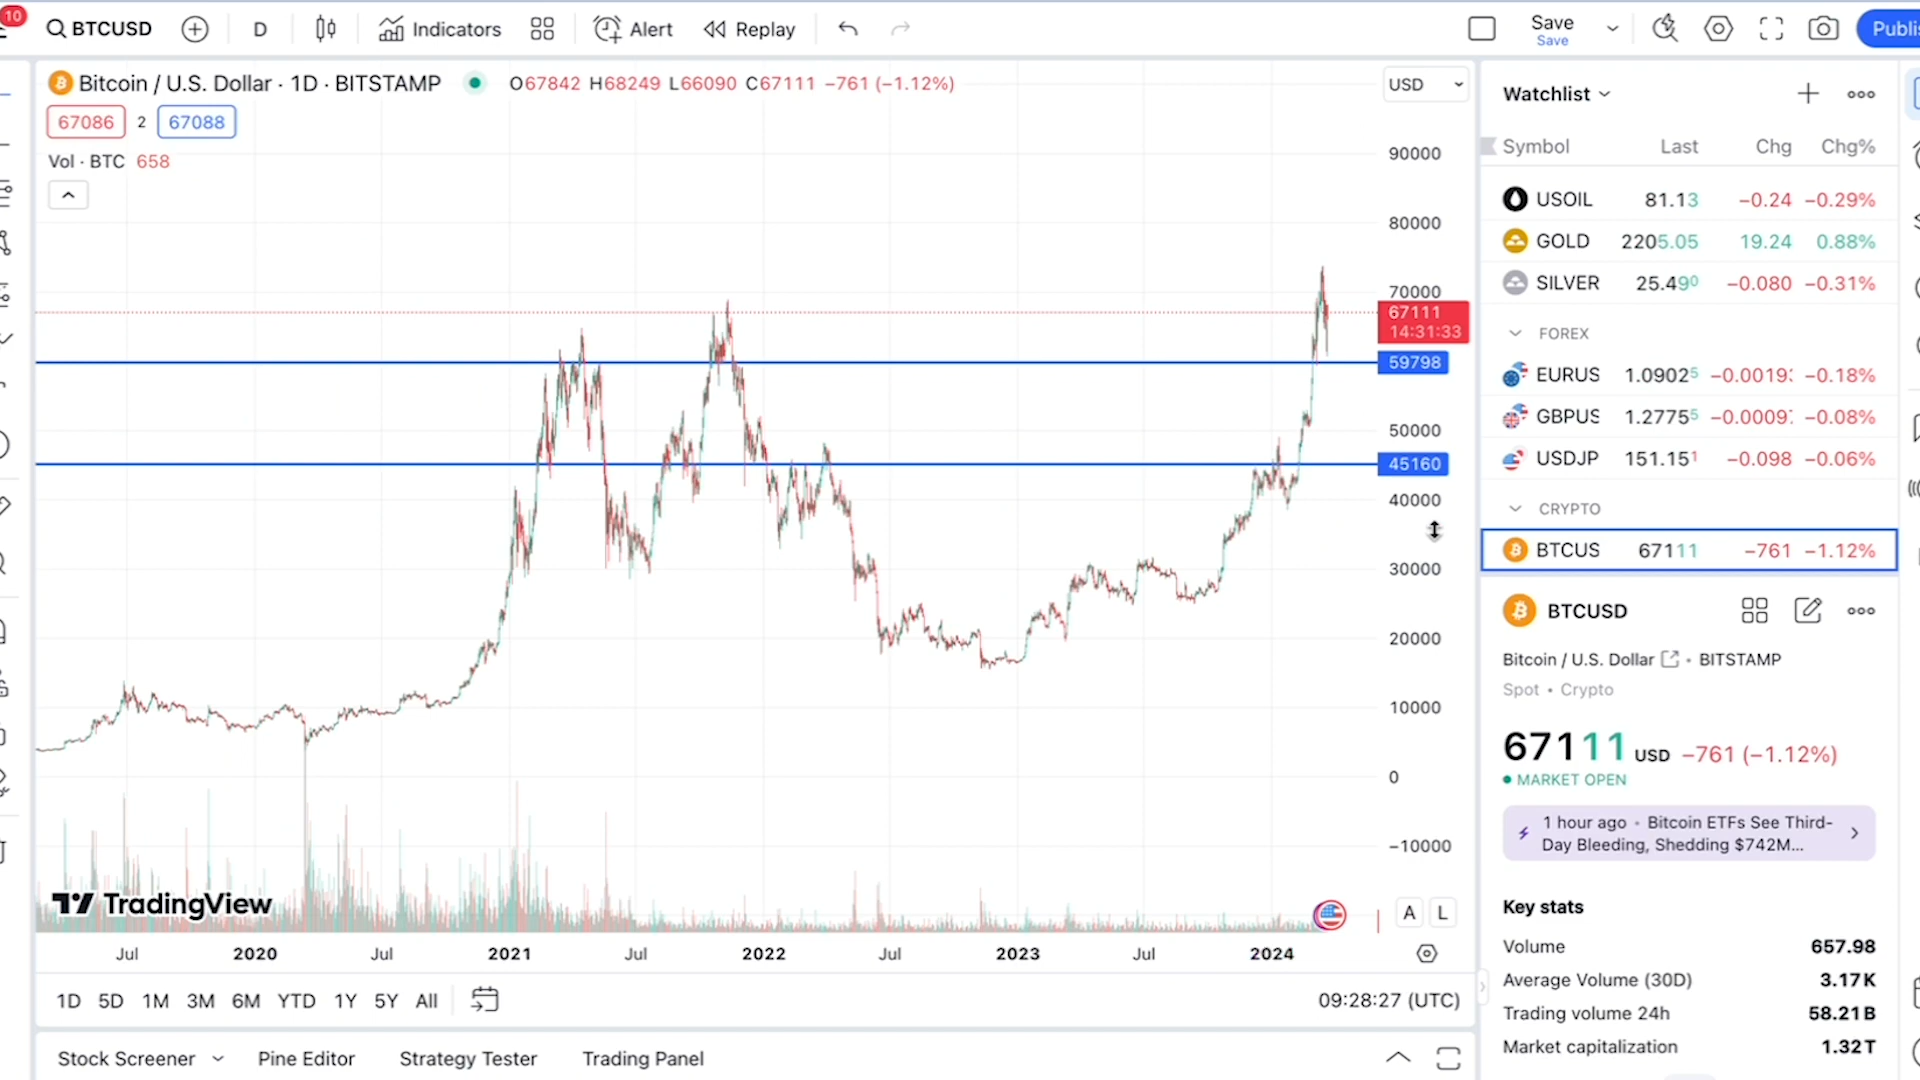 10
BTCUSD
D
Indicators
Alert
Replay
Save
Save
Bitcoin / U.S. Dollar · 1D · BITSTAMP
O67842 H68249 L66090 C67111 −761 (−1.12%)
USD
67086 2 67088
Vol · BTC 658
90000
80000
70000
67111
14:31:33
59798
50000
45160
40000
30000
20000
10000
0
−10000
TradingView
A L
Jul 2020 Jul 2021 Jul 2022 Jul 2023 Jul 2024
1D 5D 1M 3M 6M YTD 1Y 5Y All
09:28:27 (UTC)
Stock Screener Pine Editor Strategy Tester Trading Panel
Watchlist
Symbol Last Chg Chg%
USOIL 81.13 −0.24 −0.29%
GOLD 2205.05 19.24 0.88%
SILVER 25.490 −0.080 −0.31%
FOREX
EURUS 1.09025 −0.0019 −0.18%
GBPUS 1.27755 −0.0009 −0.08%
USDJP 151.151 −0.098 −0.06%
CRYPTO
BTCUS 67111 −761 −1.12%
BTCUSD
Bitcoin / U.S. Dollar • BITSTAMP
Spot • Crypto
67111 USD −761 (−1.12%)
MARKET OPEN
1 hour ago • Bitcoin ETFs See Third-
Day Bleeding, Shedding $742M...
Key stats
Volume 657.98
Average Volume (30D) 3.17K
Trading volume 24h 58.21B
Market capitalization 1.32T